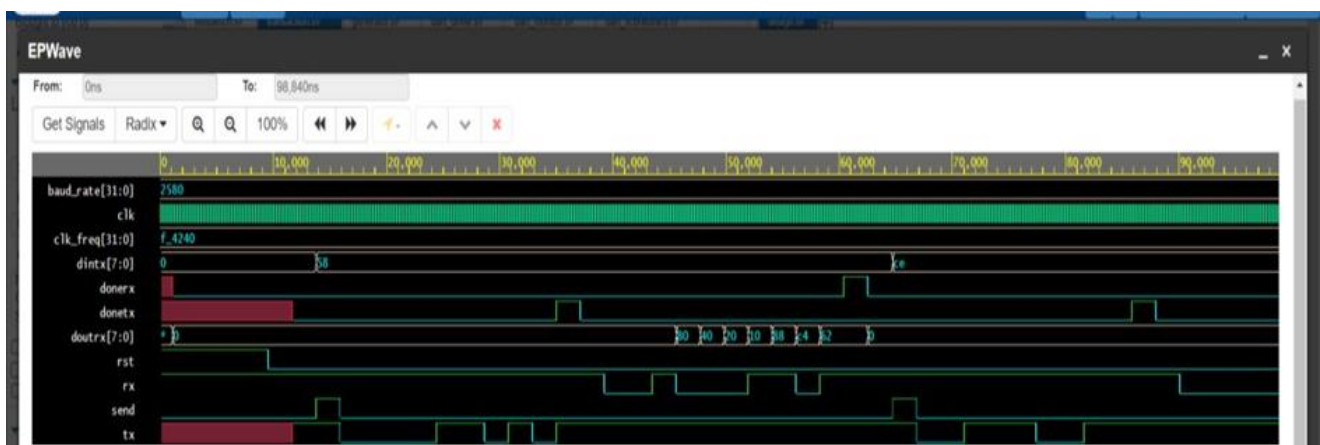 EPWave
From: 0ns To: 98,840ns
Get Signals Radix 100%
0 10,000 20,000 30,000 40,000 50,000 60,000 70,000 80,000 90,000
baud_rate[31:0] 2580
clk
clk_freq[31:0] f_4240
dintx[7:0] 0 58 ce
donerx
donetx
doutrx[7:0] * 0 80 40 20 10 88 c4 62 0
rst
rx
send
tx